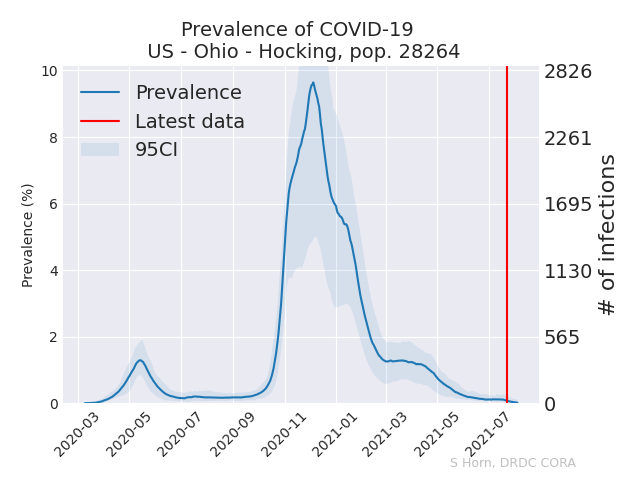 Prevalence of COVID-19
US - Ohio - Hocking, pop. 28264
Prevalence
Latest data
95CI
Prevalence (%)
10
8
6
4
2
0
2826
2261
1695
1130
565
0
# of infections
2020-03
2020-05
2020-07
2020-09
2020-11
2021-01
2021-03
2021-05
2021-07
S Horn, DRDC CORA